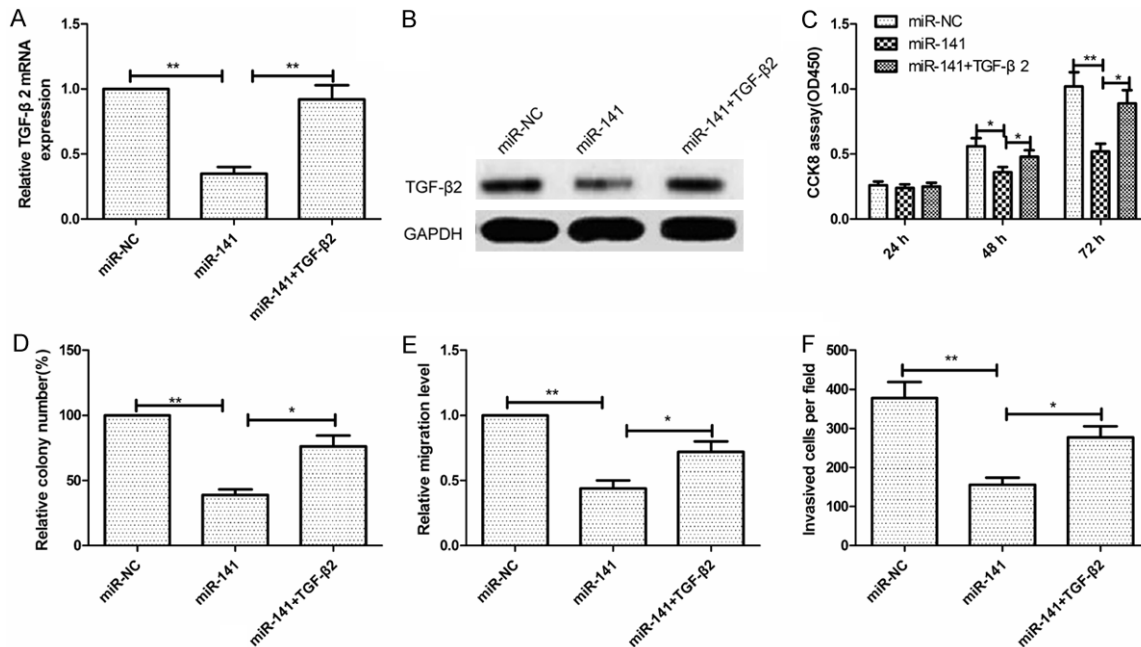 A
Relative TGF-β 2 mRNA
expression
1.5
1.0
0.5
0.0
**
**
miR-NC
miR-141
miR-141+TGF-β2
B
miR-NC
miR-141
miR-141+TGF-β2
TGF-β2
GAPDH
C
miR-NC
miR-141
miR-141+TGF-β 2
CCK8 assay(OD450)
1.5
1.0
0.5
0.0
*
*
**
*
24 h
48 h
72 h
D
Relative colony number(%)
150
100
50
0
**
*
miR-NC
miR-141
miR-141+TGF-β2
E
Relative migration level
1.5
1.0
0.5
0.0
**
*
miR-NC
miR-141
miR-141+TGF-β2
F
Invasived cells per field
500
400
300
200
100
0
**
*
miR-NC
miR-141
miR-141+TGF-β2